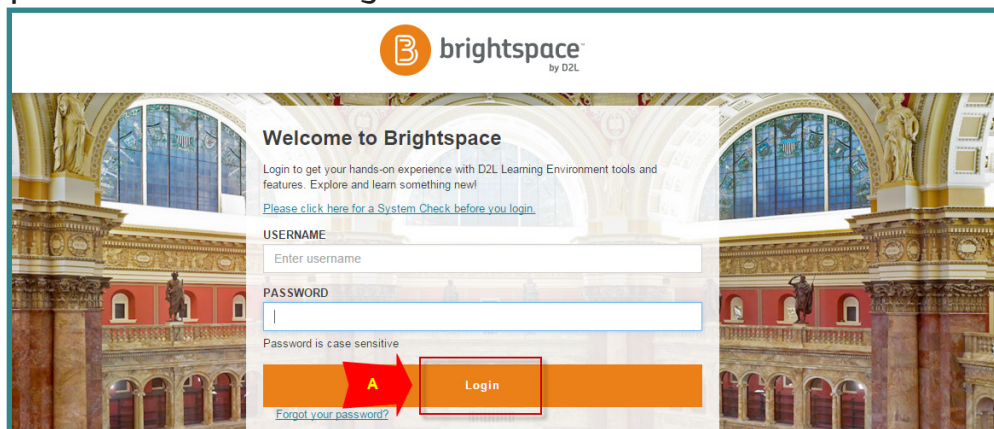 brightspace™
by D2L
Welcome to Brightspace
Login to get your hands-on experience with D2L Learning Environment tools and
features. Explore and learn something new!
Please click here for a System Check before you login.
USERNAME
Enter username
PASSWORD
Password is case sensitive
A Login
Forgot your password?